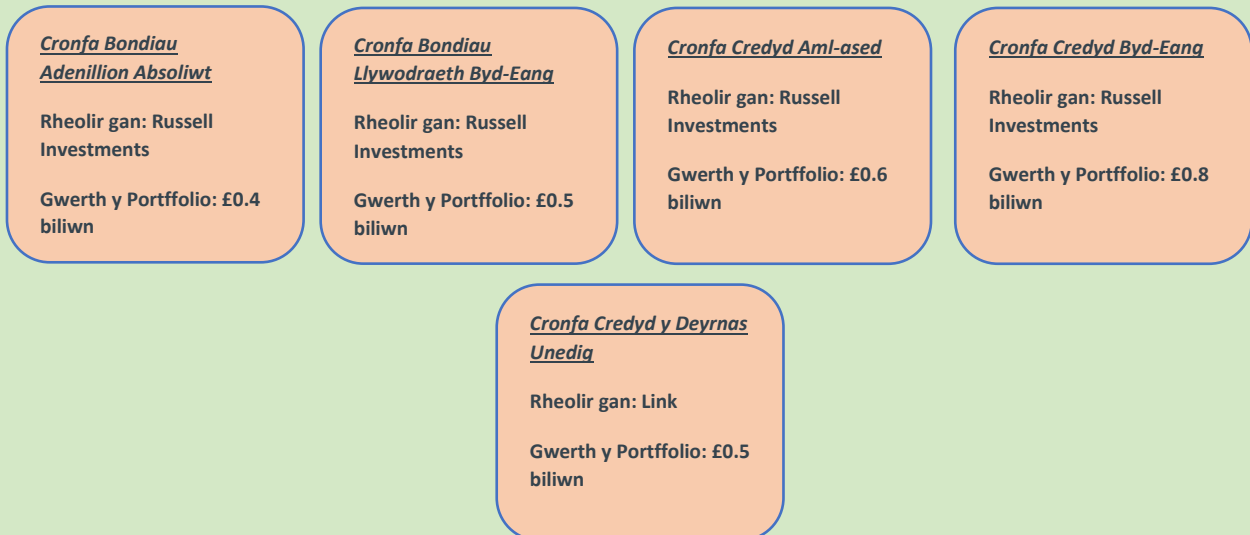 Cronfa Bondiau
Adenillion Absoliwt
Rheolir gan: Russell
Investments
Gwerth y Portffolio: £0.4
biliwn
Cronfa Bondiau
Llywodraeth Byd-Eang
Rheolir gan: Russell
Investments
Gwerth y Portffolio: £0.5
biliwn
Cronfa Credyd Aml-ased
Rheolir gan: Russell
Investments
Gwerth y Portffolio: £0.6
biliwn
Cronfa Credyd Byd-Eang
Rheolir gan: Russell
Investments
Gwerth y Portffolio: £0.8
biliwn
Cronfa Credyd y Deyrnas
Unedig
Rheolir gan: Link
Gwerth y Portffolio: £0.5
biliwn